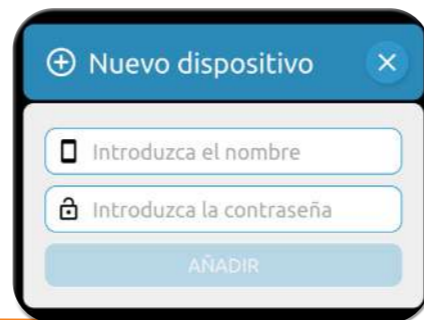 Nuevo dispositivo
Introduzca el nombre
Introduzca la contraseña
AÑADIR